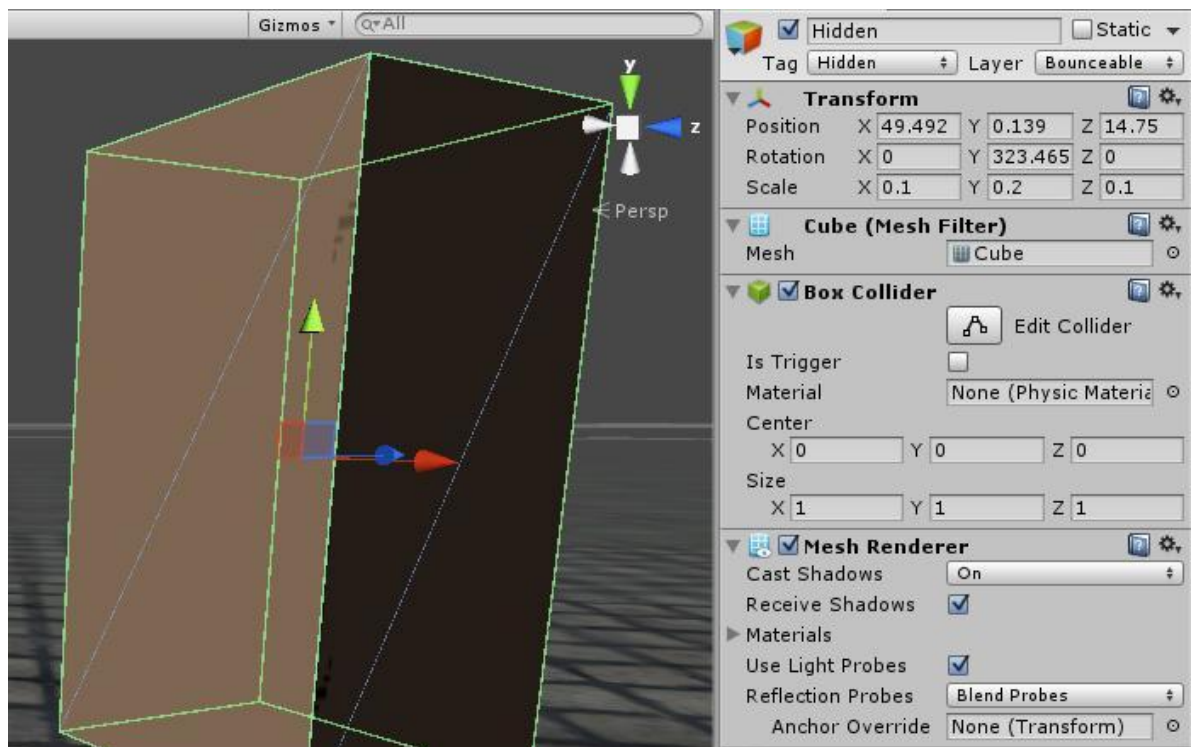 Gizmos All
y
z
Persp
Hidden Static
Tag Hidden Layer Bounceable
Transform
Position X 49.492 Y 0.139 Z 14.75
Rotation X 0 Y 323.465 Z 0
Scale X 0.1 Y 0.2 Z 0.1
Cube (Mesh Filter)
Mesh Cube
Box Collider
Edit Collider
Is Trigger
Material None (Physic Materia
Center
X 0 Y 0 Z 0
Size
X 1 Y 1 Z 1
Mesh Renderer
Cast Shadows On
Receive Shadows
Materials
Use Light Probes
Reflection Probes Blend Probes
Anchor Override None (Transform)